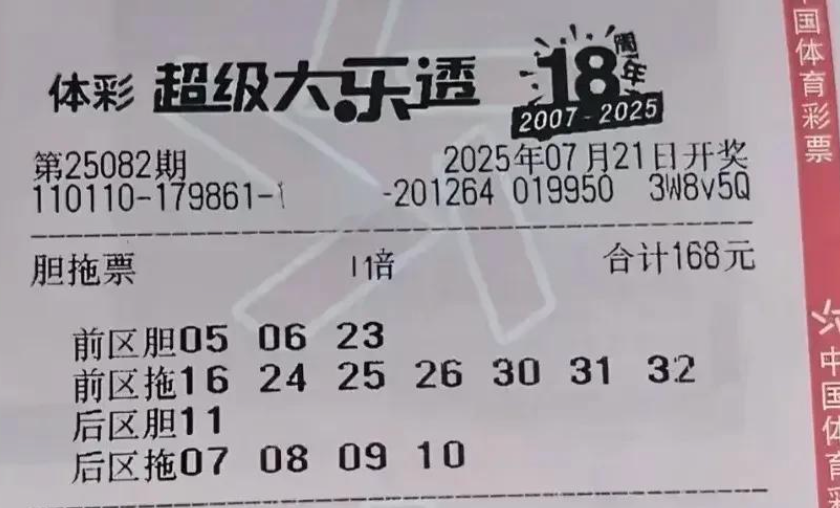 体彩 超级大乐透 18周年
2007-2025
第25082期 2025年07月21日开奖
110110-179861-1 -201264 019950 3W8v5Q
胆拖票 1倍 合计168元
前区胆05 06 23
前区拖16 24 25 26 30 31 32
后区胆11
后区拖07 08 09 10
中国体育彩票
中国体育彩